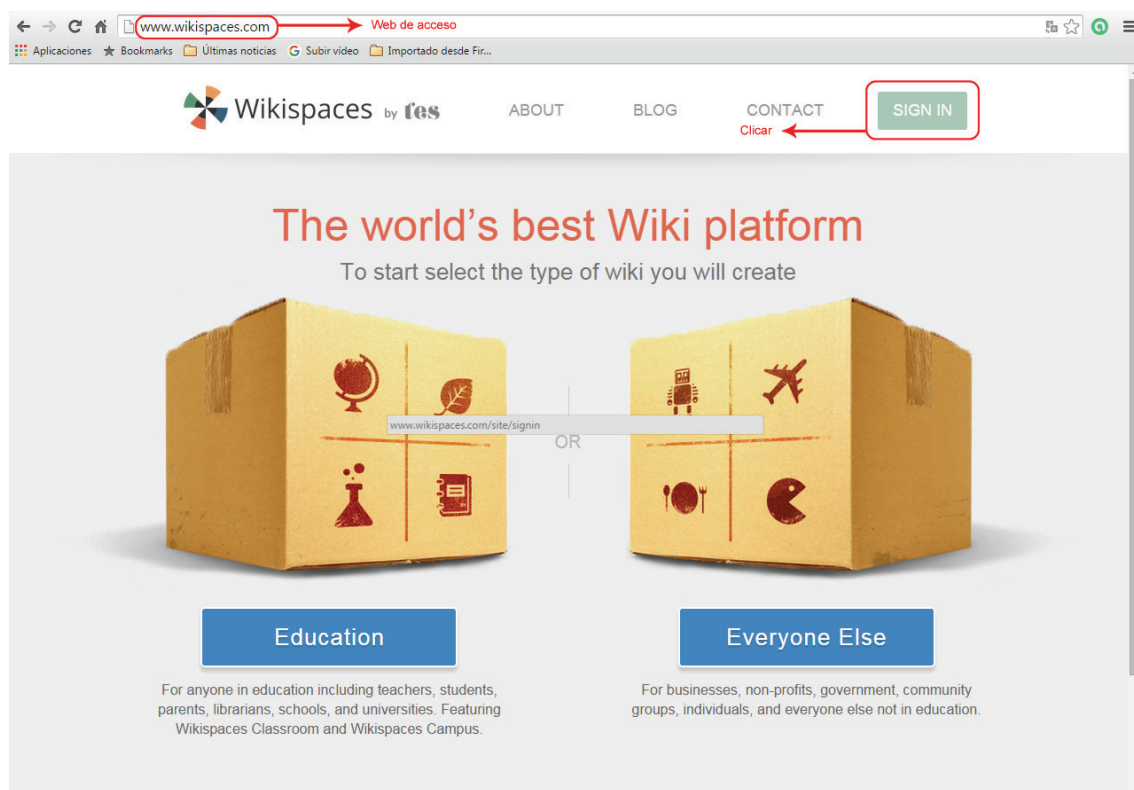 www.wikispaces.com Web de acceso
Aplicaciones Bookmarks Últimas noticias Subir video Importado desde Fir...
Wikispaces by tes ABOUT BLOG CONTACT SIGN IN
Clicar
The world's best Wiki platform
To start select the type of wiki you will create
www.wikispaces.com/site/signin
OR
Education
For anyone in education including teachers, students,
parents, librarians, schools, and universities. Featuring
Wikispaces Classroom and Wikispaces Campus.
Everyone Else
For businesses, non-profits, government, community
groups, individuals, and everyone else not in education.